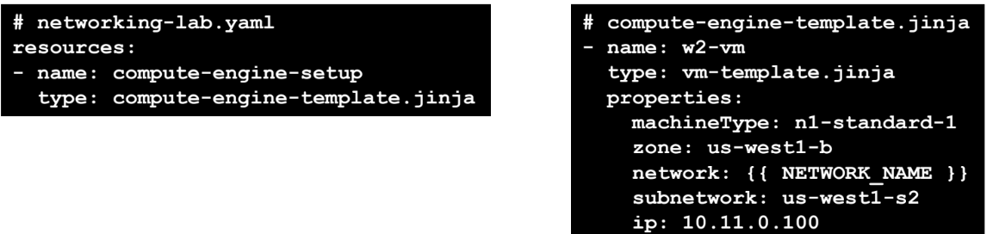 # networking-lab.yaml
resources:
- name: compute-engine-setup
  type: compute-engine-template.jinja
# compute-engine-template.jinja
- name: w2-vm
  type: vm-template.jinja
  properties:
    machineType: n1-standard-1
    zone: us-west1-b
    network: {{ NETWORK_NAME }}
    subnetwork: us-west1-s2
    ip: 10.11.0.100